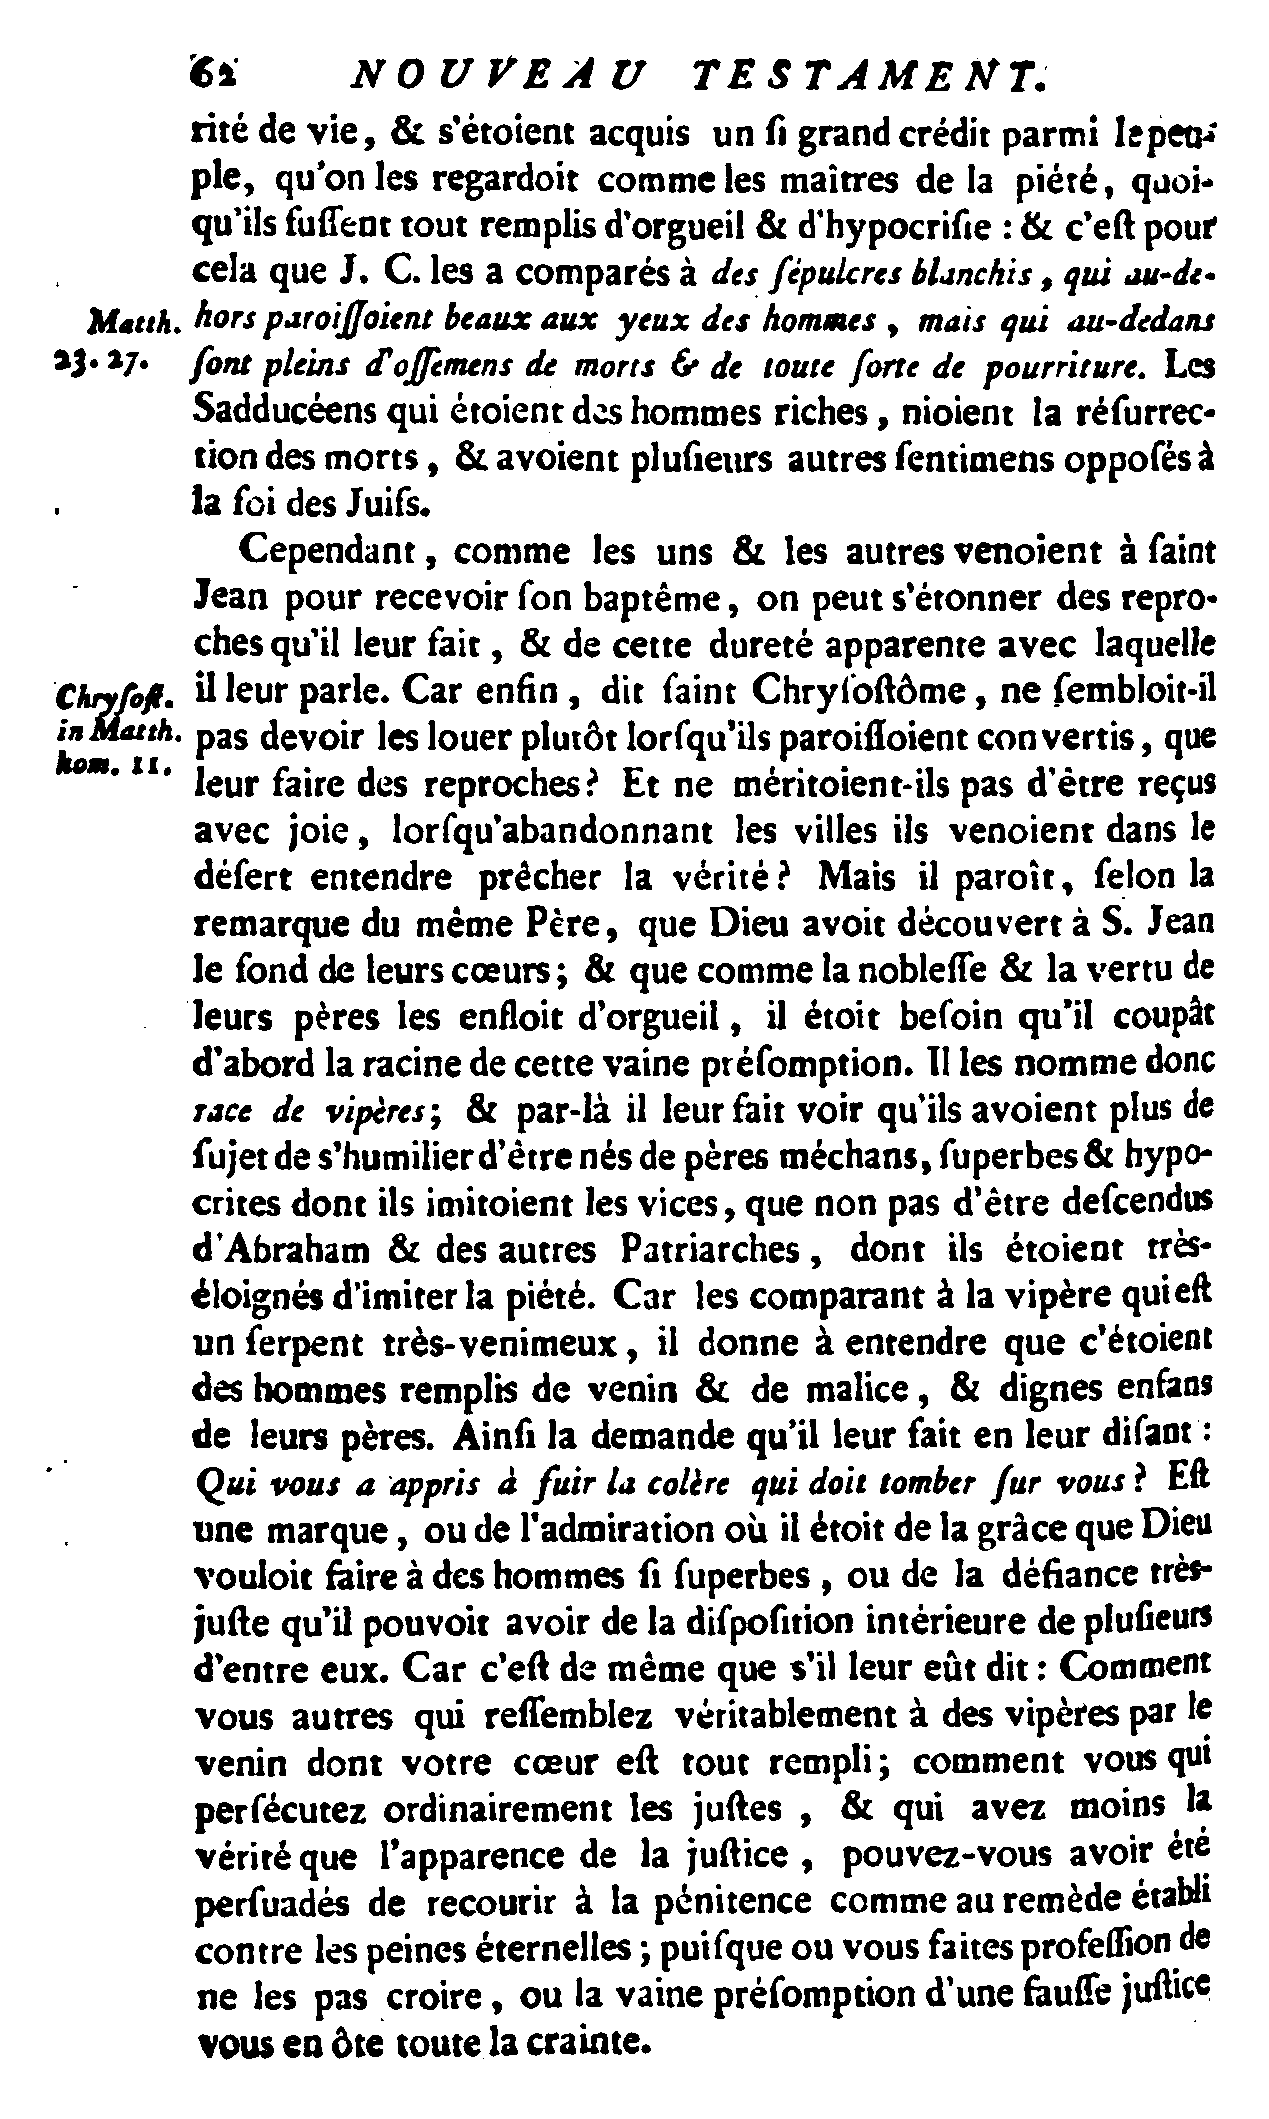 62 NOUVEAU TESTAMENT.
rité de vie, & s'étoient acquis un ſi grand crédit parmi le peu-
ple, qu'on les regardoit comme les maîtres de la piété, quoi-
qu'ils fuſſent tout remplis d'orgueil & d'hypocriſie : & c'eſt pour
cela que J. C. les a comparés à des ſépulcres blanchis, qui au-de-
Matth. 23. 27.
hors paroiſſoient beaux aux yeux des hommes, mais qui au-dedans
ſont pleins d'oſſemens de morts & de toute ſorte de pourriture. Les
Sadducéens qui étoient des hommes riches, nioient la réſurrec-
tion des morts, & avoient pluſieurs autres ſentimens oppoſés à
la foi des Juifs.
Cependant, comme les uns & les autres venoient à ſaint
Jean pour recevoir ſon baptême, on peut s'étonner des repro-
ches qu'il leur fait, & de cette dureté apparente avec laquelle
Chryſoſt.
in Matth.
hom. 11.
il leur parle. Car enfin, dit ſaint Chryſoſtôme, ne ſembloit-il
pas devoir les louer plutôt lorſqu'ils paroiſſoient convertis, que
leur faire des reproches? Et ne méritoient-ils pas d'être reçus
avec joie, lorſqu'abandonnant les villes ils venoient dans le
déſert entendre prêcher la vérité? Mais il paroît, ſelon la
remarque du même Père, que Dieu avoit découvert à S. Jean
le fond de leurs cœurs; & que comme la nobleſſe & la vertu de
leurs pères les enfloit d'orgueil, il étoit beſoin qu'il coupât
d'abord la racine de cette vaine préſomption. Il les nomme donc
race de vipères; & par-là il leur fait voir qu'ils avoient plus de
ſujet de s'humilier d'être nés de pères méchans, ſuperbes & hypo-
crites dont ils imitoient les vices, que non pas d'être deſcendus
d'Abraham & des autres Patriarches, dont ils étoient très-
éloignés d'imiter la piété. Car les comparant à la vipère qui eſt
un ſerpent très-venimeux, il donne à entendre que c'étoient
des hommes remplis de venin & de malice, & dignes enfans
de leurs pères. Ainſi la demande qu'il leur fait en leur diſant :
Qui vous a appris à fuir la colère qui doit tomber ſur vous? Eſt
une marque, ou de l'admiration où il étoit de la grâce que Dieu
vouloit faire à des hommes ſi ſuperbes, ou de la défiance très-
juſte qu'il pouvoit avoir de la diſpoſition intérieure de pluſieurs
d'entre eux. Car c'eſt de même que s'il leur eût dit : Comment
vous autres qui reſſemblez véritablement à des vipères par le
venin dont votre cœur eſt tout rempli; comment vous qui
perſécutez ordinairement les juſtes, & qui avez moins la
vérité que l'apparence de la juſtice, pouvez-vous avoir été
perſuadés de recourir à la pénitence comme au remède établi
contre les peines éternelles; puiſque ou vous faites profeſſion de
ne les pas croire, ou la vaine préſomption d'une fauſſe juſtice
vous en ôte toute la crainte.